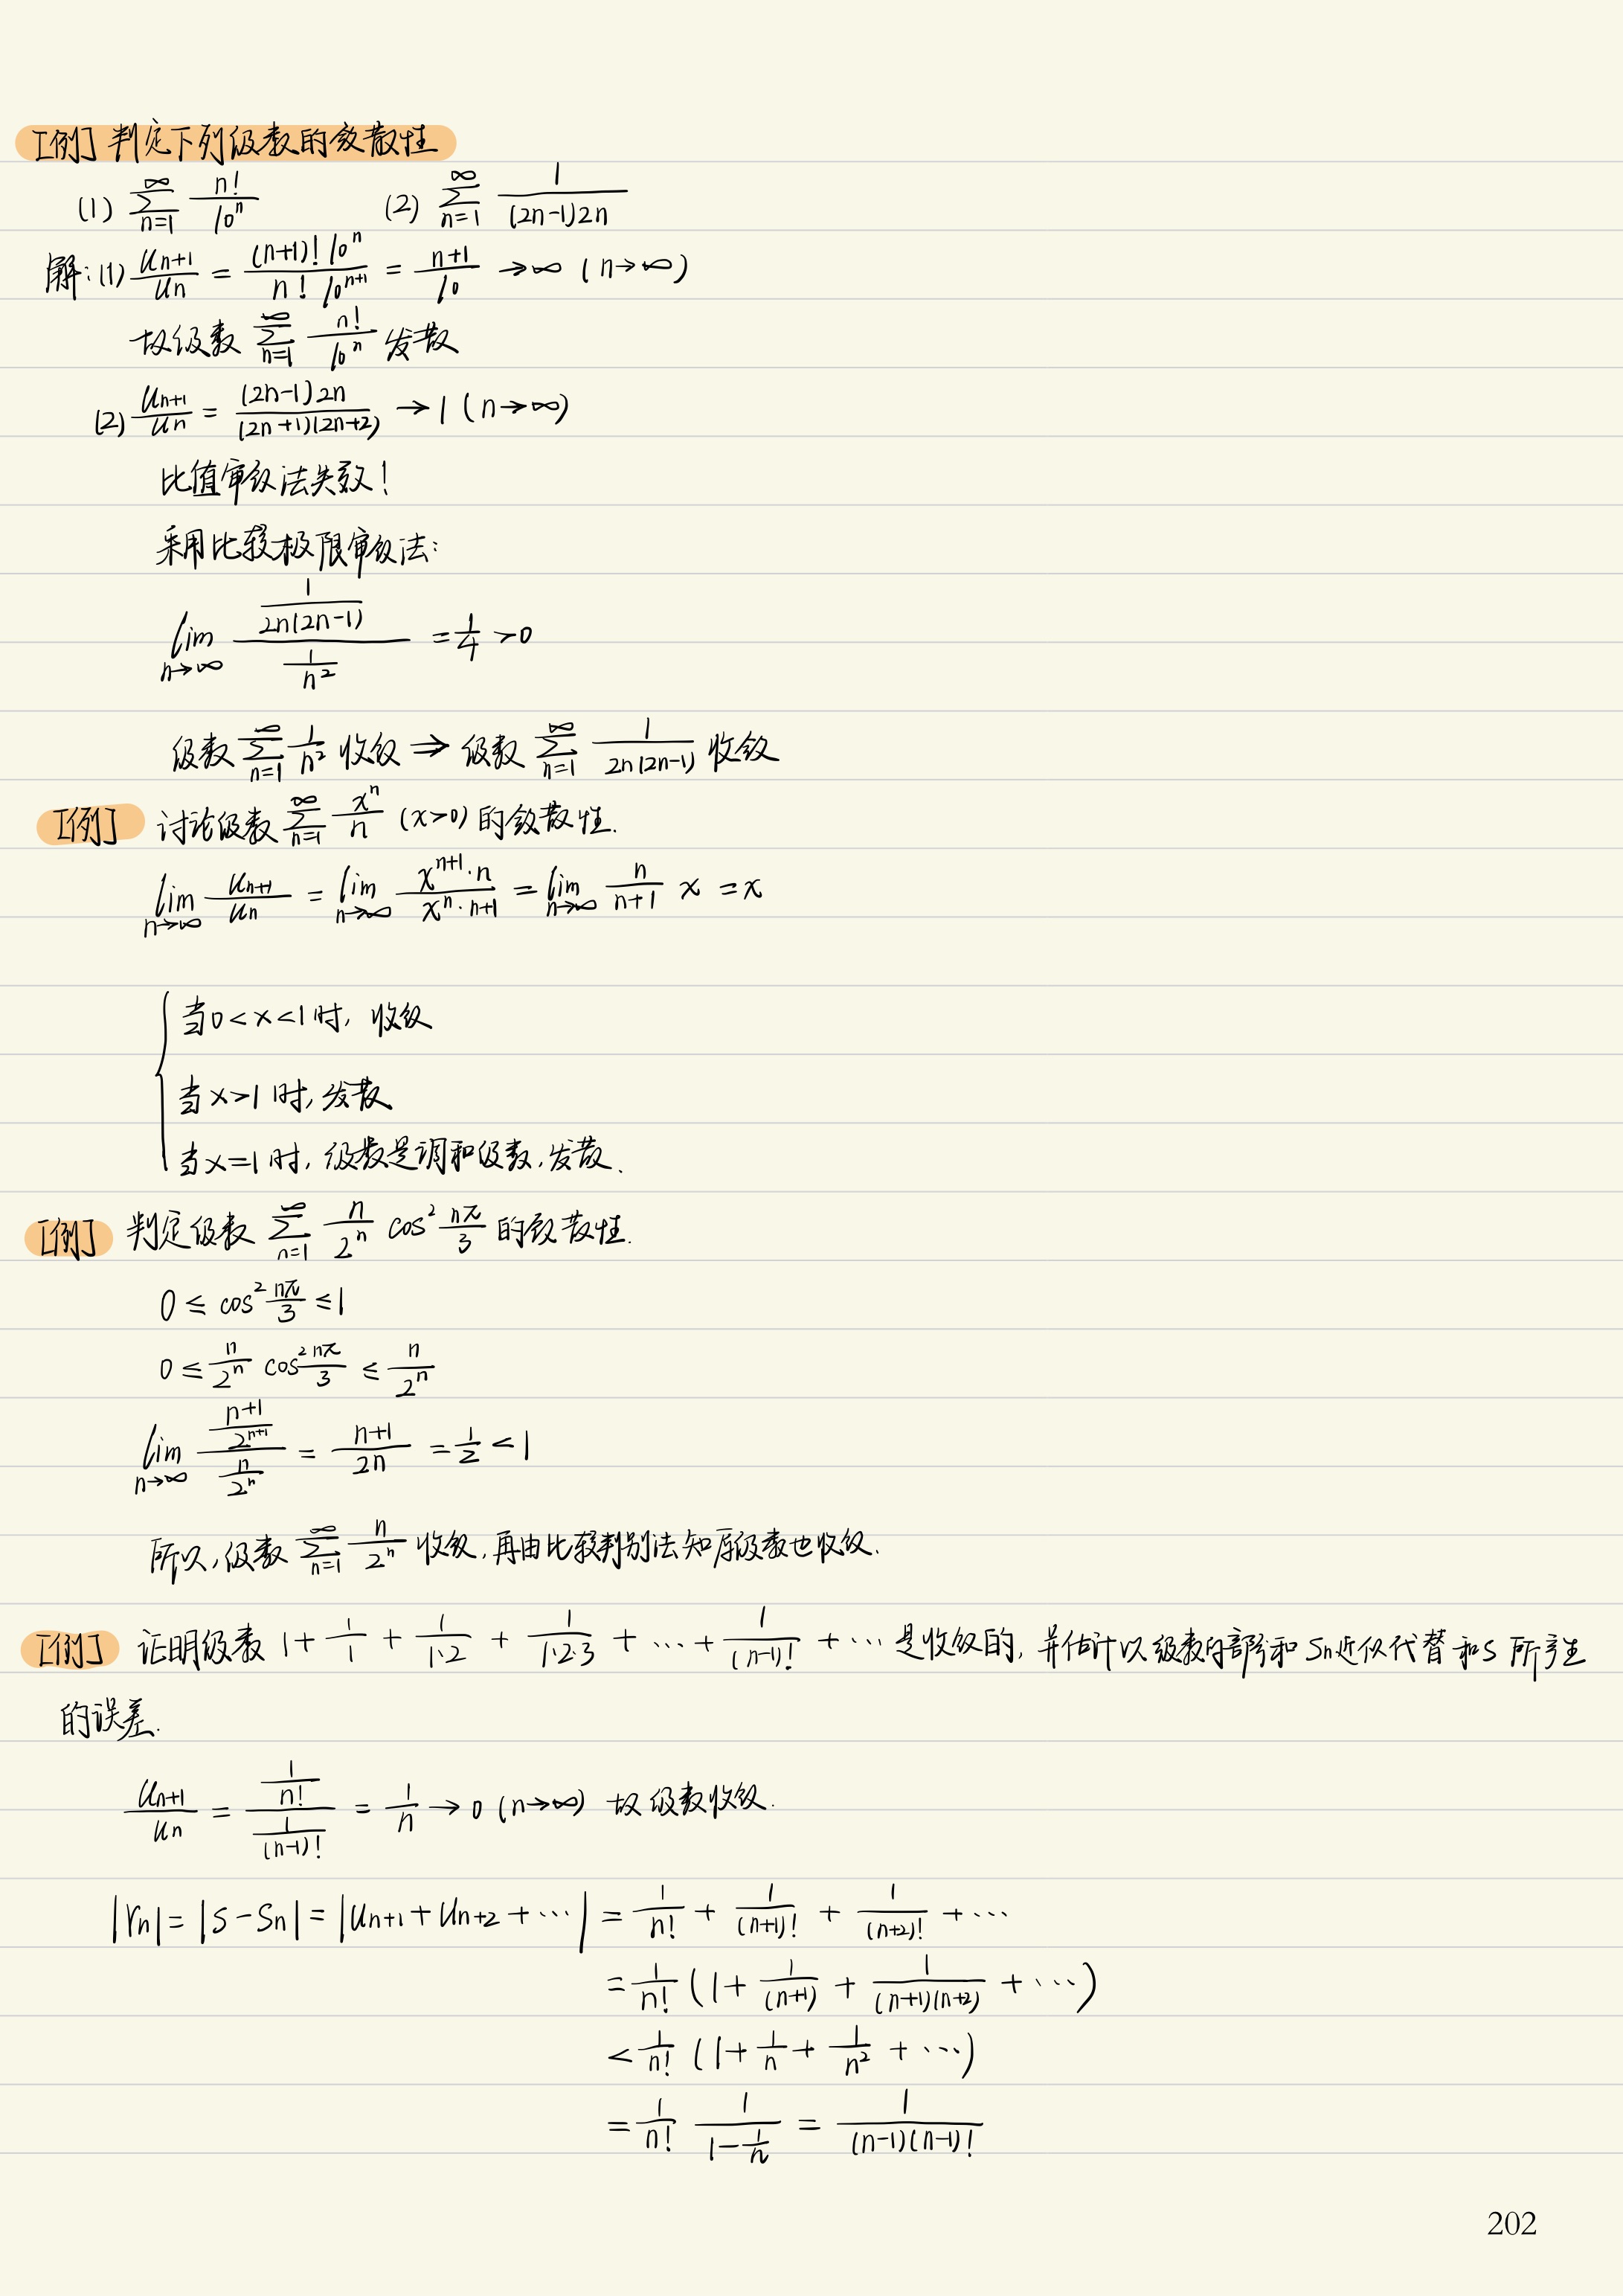 [例] 判定下列级数的敛散性
(1) $\sum_{n=1}^{\infty} \frac{n!}{10^n}$ (2) $\sum_{n=1}^{\infty} \frac{1}{(2n-1)2n}$
解:(1) $\frac{u_{n+1}}{u_n} = \frac{(n+1)! 10^n}{n! 10^{n+1}} = \frac{n+1}{10} \to \infty (n \to \infty)$
故级数 $\sum_{n=1}^{\infty} \frac{n!}{10^n}$ 发散
(2) $\frac{u_{n+1}}{u_n} = \frac{(2n-1)2n}{(2n+1)(2n+2)} \to 1 (n \to \infty)$
比值审敛法失效!
采用比较极限审敛法:
$\lim_{n \to \infty} \frac{\frac{1}{2n(2n-1)}}{\frac{1}{n^2}} = \frac{1}{4} > 0$
级数 $\sum_{n=1}^{\infty} \frac{1}{n^2}$ 收敛 $\Rightarrow$ 级数 $\sum_{n=1}^{\infty} \frac{1}{2n(2n-1)}$ 收敛
[例] 讨论级数 $\sum_{n=1}^{\infty} \frac{x^n}{n}$ (x>0) 的敛散性.
$\lim_{n \to \infty} \frac{u_{n+1}}{u_n} = \lim_{n \to \infty} \frac{x^{n+1} \cdot n}{x^n \cdot n+1} = \lim_{n \to \infty} \frac{n}{n+1} x = x$
当0<x<1时, 收敛
当x>1时, 发散
当x=1时, 级数是调和级数, 发散.
[例] 判定级数 $\sum_{n=1}^{\infty} \frac{n}{2^n} \cos^2 \frac{n\pi}{3}$ 的敛散性.
$0 \le \cos^2 \frac{n\pi}{3} \le 1$
$0 \le \frac{n}{2^n} \cos^2 \frac{n\pi}{3} \le \frac{n}{2^n}$
$\lim_{n \to \infty} \frac{\frac{n+1}{2^{n+1}}}{\frac{n}{2^n}} = \frac{n+1}{2n} = \frac{1}{2} < 1$
所以, 级数 $\sum_{n=1}^{\infty} \frac{n}{2^n}$ 收敛, 再由比较判别法知原级数也收敛.
[例] 证明级数 $1 + \frac{1}{1} + \frac{1}{1 \cdot 2} + \frac{1}{1 \cdot 2 \cdot 3} + \cdots + \frac{1}{(n-1)!} + \cdots$ 是收敛的, 并估计以级数的部分和 Sn近似代替和S 所产生
的误差.
$\frac{u_{n+1}}{u_n} = \frac{\frac{1}{n!}}{\frac{1}{(n-1)!}} = \frac{1}{n} \to 0 (n \to \infty)$ 故级数收敛.
$|r_n| = |S - S_n| = |u_{n+1} + u_{n+2} + \cdots| = \frac{1}{n!} + \frac{1}{(n+1)!} + \frac{1}{(n+2)!} + \cdots$
$= \frac{1}{n!} (1 + \frac{1}{(n+1)} + \frac{1}{(n+1)(n+2)} + \cdots)$
$< \frac{1}{n!} (1 + \frac{1}{n} + \frac{1}{n^2} + \cdots)$
$= \frac{1}{n!} \frac{1}{1 - \frac{1}{n}} = \frac{1}{(n-1)(n-1)!}$
202